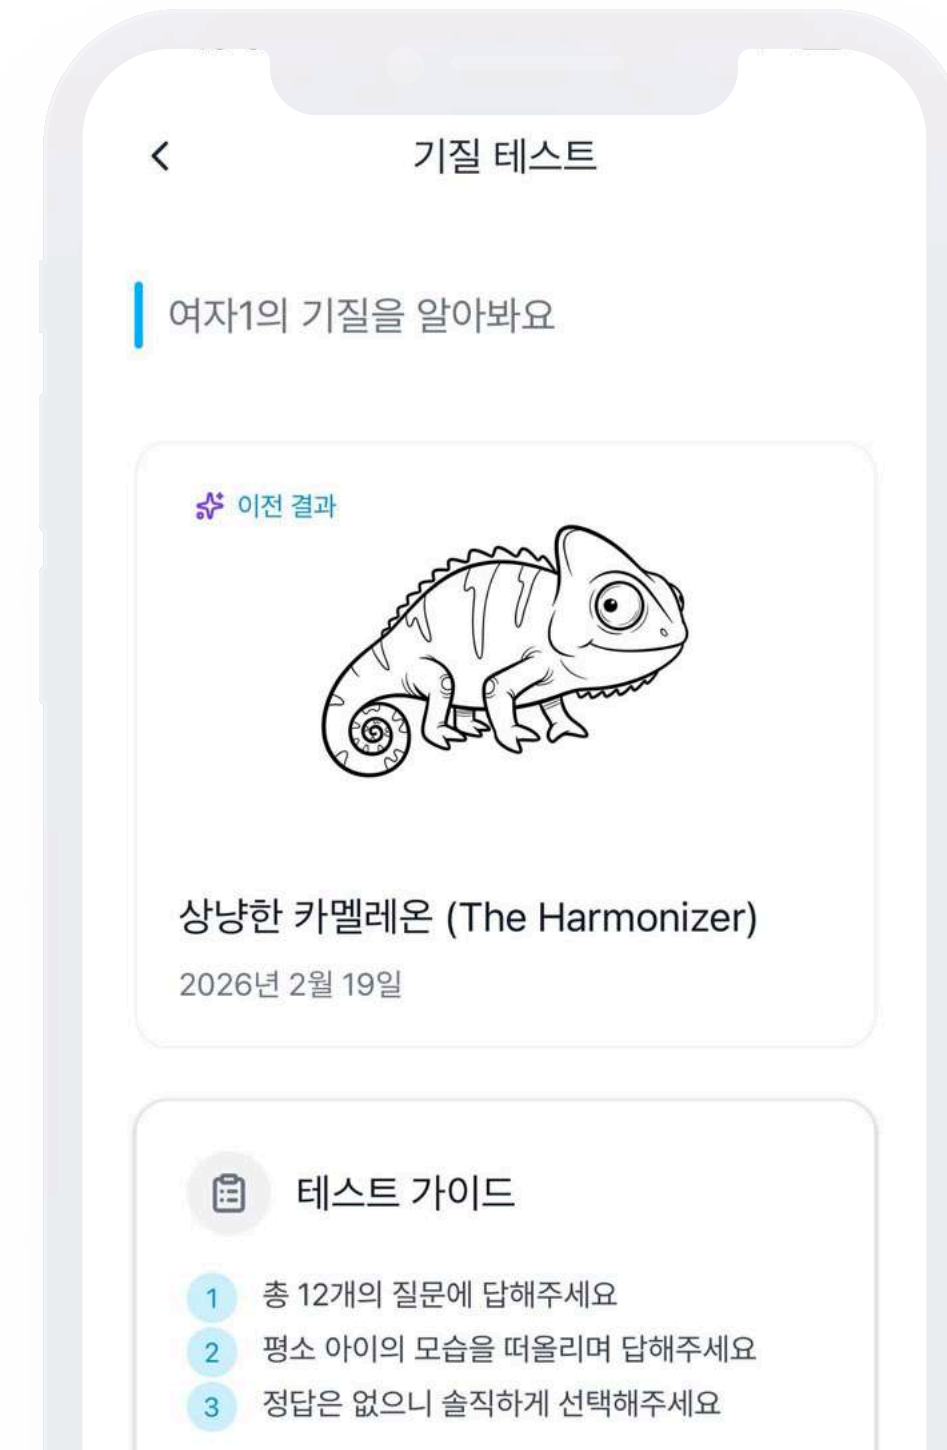 기질 테스트
여자1의 기질을 알아봐요
이전 결과
상냥한 카멜레온 (The Harmonizer)
2026년 2월 19일
테스트 가이드
1 총 12개의 질문에 답해주세요
2 평소 아이의 모습을 떠올리며 답해주세요
3 정답은 없으니 솔직하게 선택해주세요